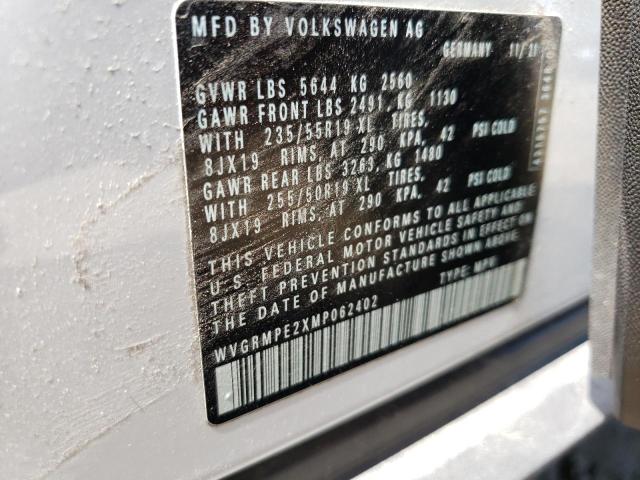 MFD BY VOLKSWAGEN AG
GERMANY 11/21
GVWR LBS 5644 KG 2560
GAWR FRONT LBS 2491, KG 1130
WITH 235/55R19 XL TIRES,
8JX19 RIMS, AT 290 KPA, 42 PSI COLD
GAWR REAR LBS 3263, KG 1480
WITH 255/50R19 XL TIRES,
8JX19 RIMS, AT 290 KPA, 42 PSI COLD
THIS VEHICLE CONFORMS TO ALL APPLICABLE
U.S. FEDERAL MOTOR VEHICLE SAFETY AND
THEFT PREVENTION STANDARDS IN EFFECT ON
THE DATE OF MANUFACTURE SHOWN ABOVE.
TYPE: MPV
WVGRMPE2XMP062402